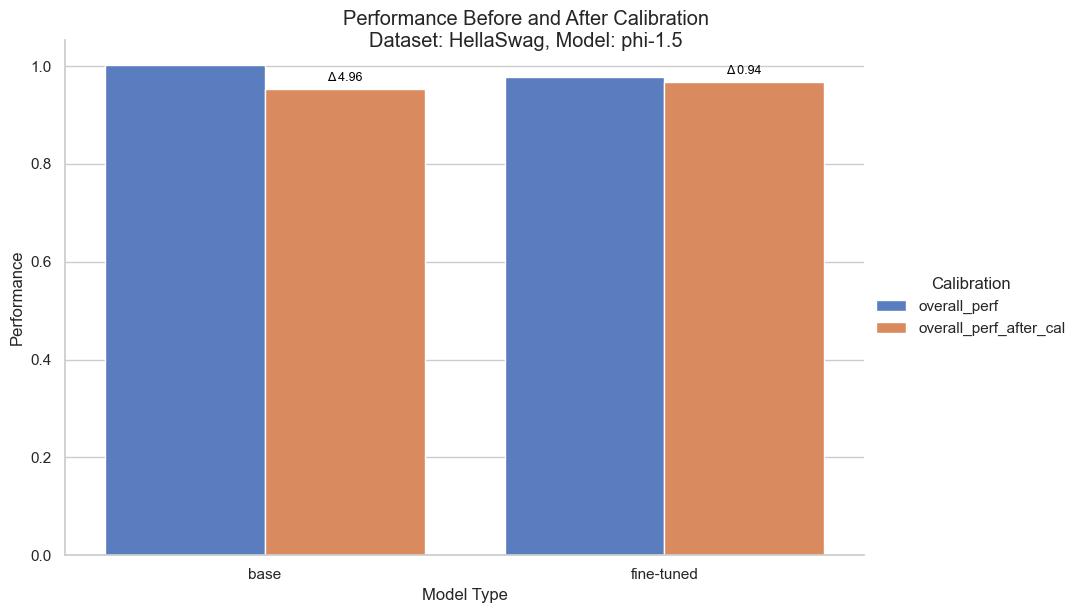 Performance Before and After Calibration
Dataset: HellaSwag, Model: phi-1.5
1.0
0.8
0.6
0.4
0.2
0.0
Performance
Δ 4.96
Δ 0.94
base
fine-tuned
Model Type
Calibration
overall_perf
overall_perf_after_cal